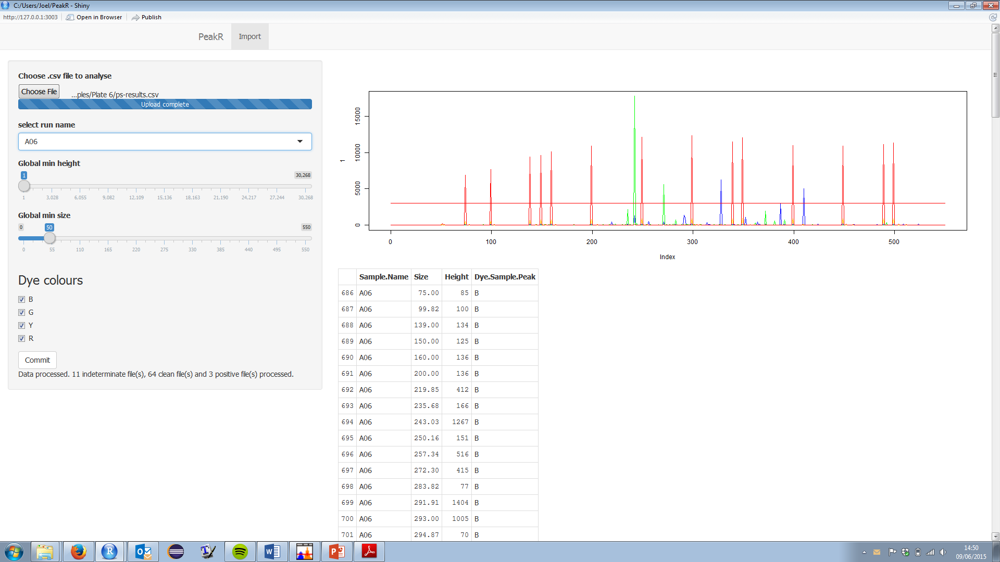 C:/Users/Joel/PeakR - Shiny
http://127.0.0.1:3003 Open in Browser Publish
PeakR Import
Choose .csv file to analyse
Choose File ...ples/Plate 6/ps-results.csv
Upload complete
select run name
A06
Global min height
1 30,268
1 3,028 6,055 9,082 12,109 15,136 18,163 21,190 24,217 27,244 30,268
Global min size
0 50 550
0 55 110 165 220 275 330 385 440 495 550
Dye colours
B
G
Y
R
Commit
Data processed. 11 indeterminate file(s), 64 clean file(s) and 3 positive file(s) processed.
15000
10000
5000
0
1
0 100 200 300 400 500
Index
Sample.Name Size Height Dye.Sample.Peak
686 A06 75.00 85 B
687 A06 99.82 100 B
688 A06 139.00 134 B
689 A06 150.00 125 B
690 A06 160.00 136 B
691 A06 200.00 136 B
692 A06 219.85 412 B
693 A06 235.68 166 B
694 A06 243.03 1267 B
695 A06 250.16 151 B
696 A06 257.34 516 B
697 A06 272.30 415 B
698 A06 283.82 77 B
699 A06 291.91 1404 B
700 A06 293.00 1005 B
701 A06 294.87 70 B
14:50
09/06/2015